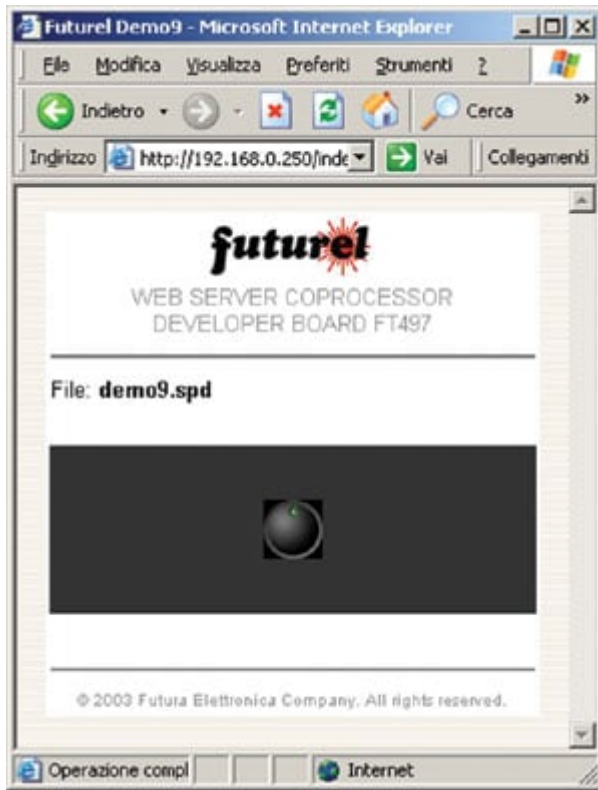 Futurel Demo9 - Microsoft Internet Explorer
File Modifica Visualizza Preferiti Strumenti ?
Indietro Cerca »
Indirizzo http://192.168.0.250/inde Vai Collegamenti
futurel
WEB SERVER COPROCESSOR
DEVELOPER BOARD FT497
File: demo9.spd
© 2003 Futura Elettronica Company. All rights reserved.
Operazione compl Internet